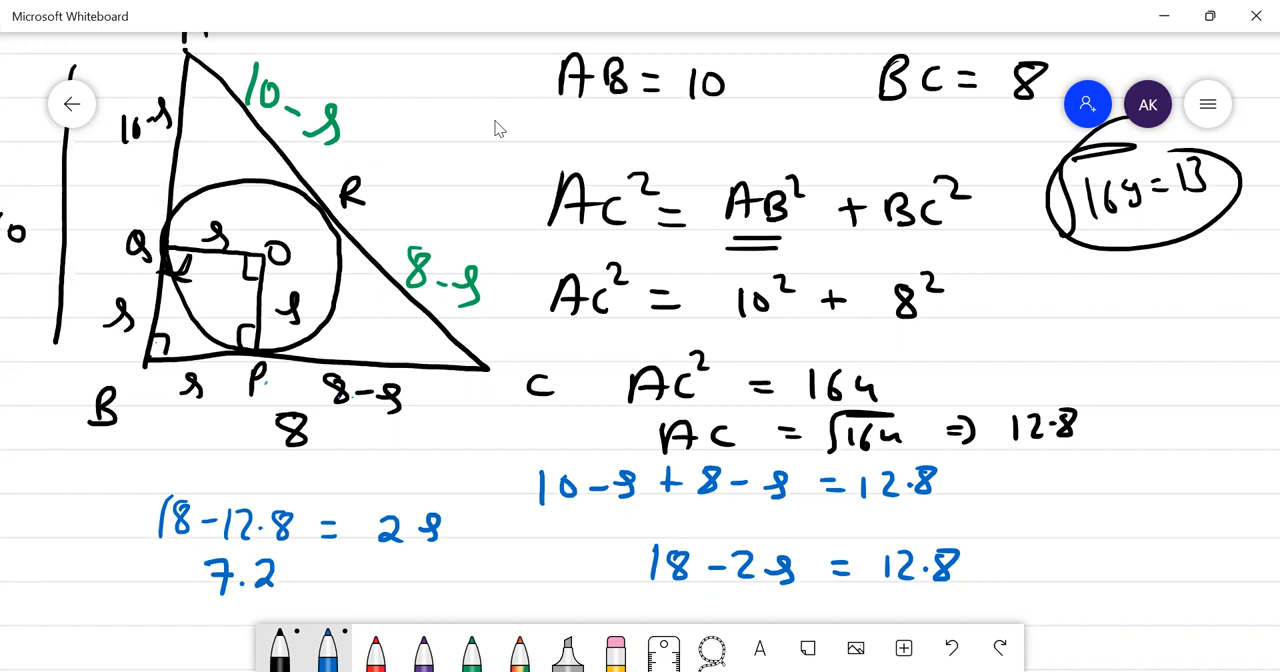 Microsoft Whiteboard
AB = 10 BC = 8
AK
10-r
10-r
R
AC² = AB² + BC²
√164 = 13
Q r O
8-r
r
r
AC² = 10² + 8²
B r P 8-r C
8
AC² = 164
AC = √164 ⇒ 12.8
10-r + 8-r = 12.8
18-12.8 = 2r
7.2
18-2r = 12.8
A